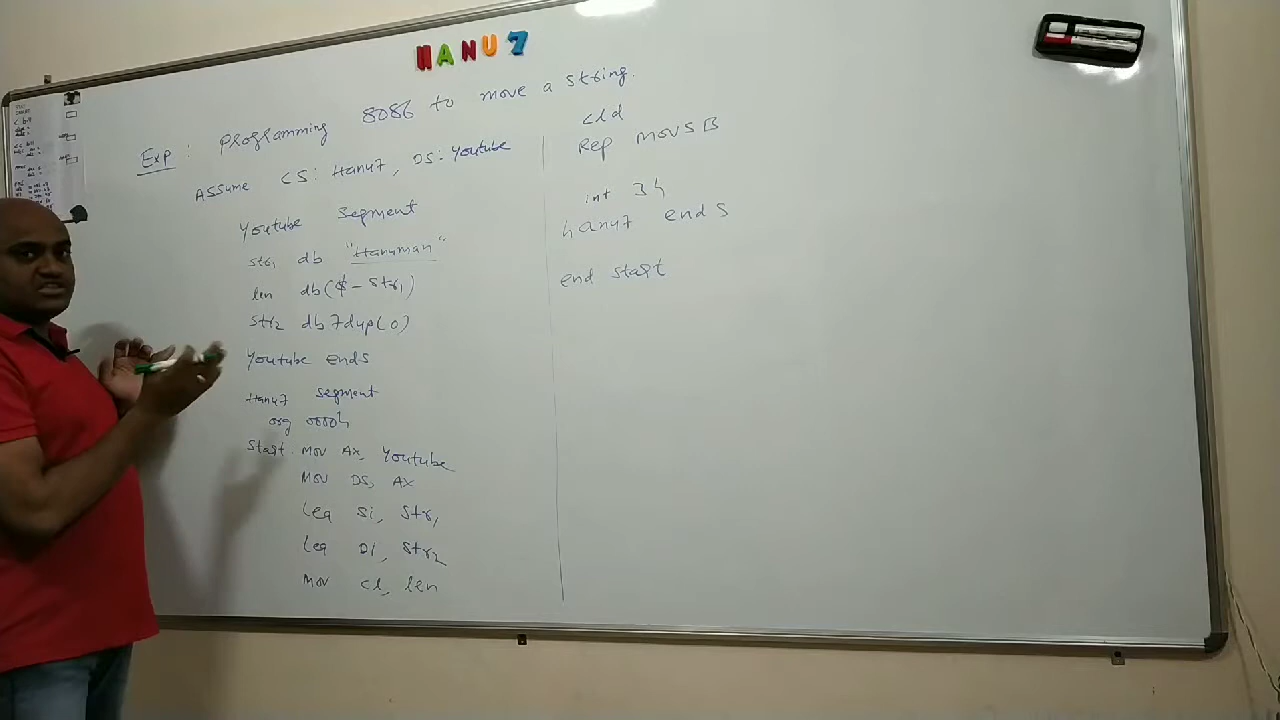 HANU7
Exp: Programming 8086 to move a string.
Assume CS: Hanu7, DS: Youtube
Youtube segment
str1 db "Hanuman"
len db($-str1)
str2 db 7dup(0)
Youtube ends
Hanu7 segment
org 0000h
Start: Mov Ax, Youtube
Mov DS, Ax
Lea Si, Str1
Lea Di, Str2
Mov cl, len
cld
Rep MovSB
int 3h
hanu7 endS
end start